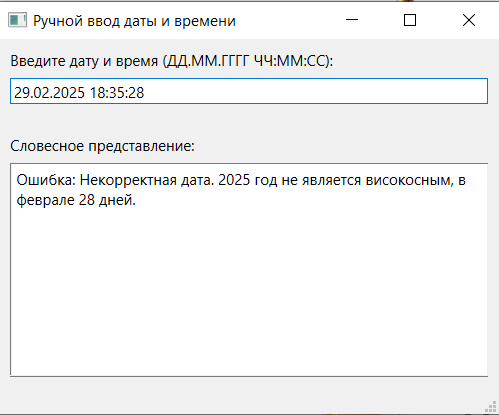 Ручной ввод даты и времени
Введите дату и время (ДД.ММ.ГГГГ ЧЧ:ММ:СС):
29.02.2025 18:35:28
Словесное представление:
Ошибка: Некорректная дата. 2025 год не является високосным, в
феврале 28 дней.